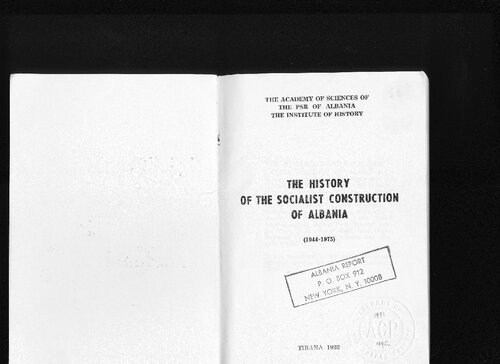 THE ACADEMY OF SCIENCES OF
THE PSR OF ALBANIA
THE INSTITUTE OF HISTORY
THE HISTORY
OF THE SOCIALIST CONSTRUCTION
OF ALBANIA
(1944-1975)
ALBANIA REPORT
P. O. BOX 912
NEW YORK, N. Y. 10008
ACP
TIRANA